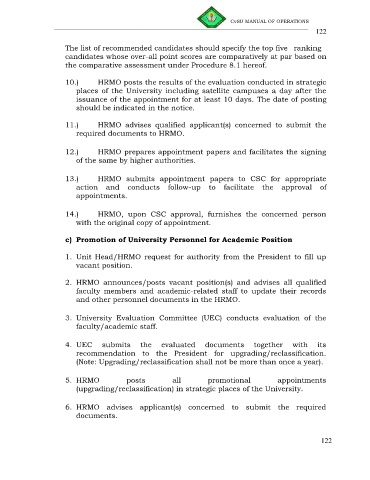 CvSU MANUAL OF OPERATIONS
122
The list of recommended candidates should specify the top five ranking
candidates whose over-all point scores are comparatively at par based on
the comparative assessment under Procedure 8.1 hereof.
10.) HRMO posts the results of the evaluation conducted in strategic
places of the University including satellite campuses a day after the
issuance of the appointment for at least 10 days. The date of posting
should be indicated in the notice.
11.) HRMO advises qualified applicant(s) concerned to submit the
required documents to HRMO.
12.) HRMO prepares appointment papers and facilitates the signing
of the same by higher authorities.
13.) HRMO submits appointment papers to CSC for appropriate
action and conducts follow-up to facilitate the approval of
appointments.
14.) HRMO, upon CSC approval, furnishes the concerned person
with the original copy of appointment.
c) Promotion of University Personnel for Academic Position
1. Unit Head/HRMO request for authority from the President to fill up
vacant position.
2. HRMO announces/posts vacant position(s) and advises all qualified
faculty members and academic-related staff to update their records
and other personnel documents in the HRMO.
3. University Evaluation Committee (UEC) conducts evaluation of the
faculty/academic staff.
4. UEC submits the evaluated documents together with its
recommendation to the President for upgrading/reclassification.
(Note: Upgrading/reclassification shall not be more than once a year).
5. HRMO posts all promotional appointments
(upgrading/reclassification) in strategic places of the University.
6. HRMO advises applicant(s) concerned to submit the required
documents.
122